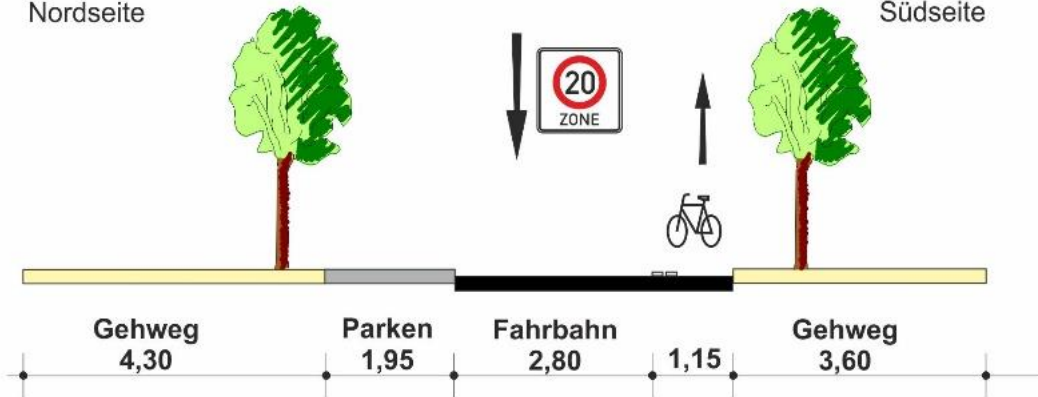 Nordseite
Südseite
20
ZONE
Gehweg
Parken
Fahrbahn
Gehweg
4,30
1,95
2,80
1,15
3,60